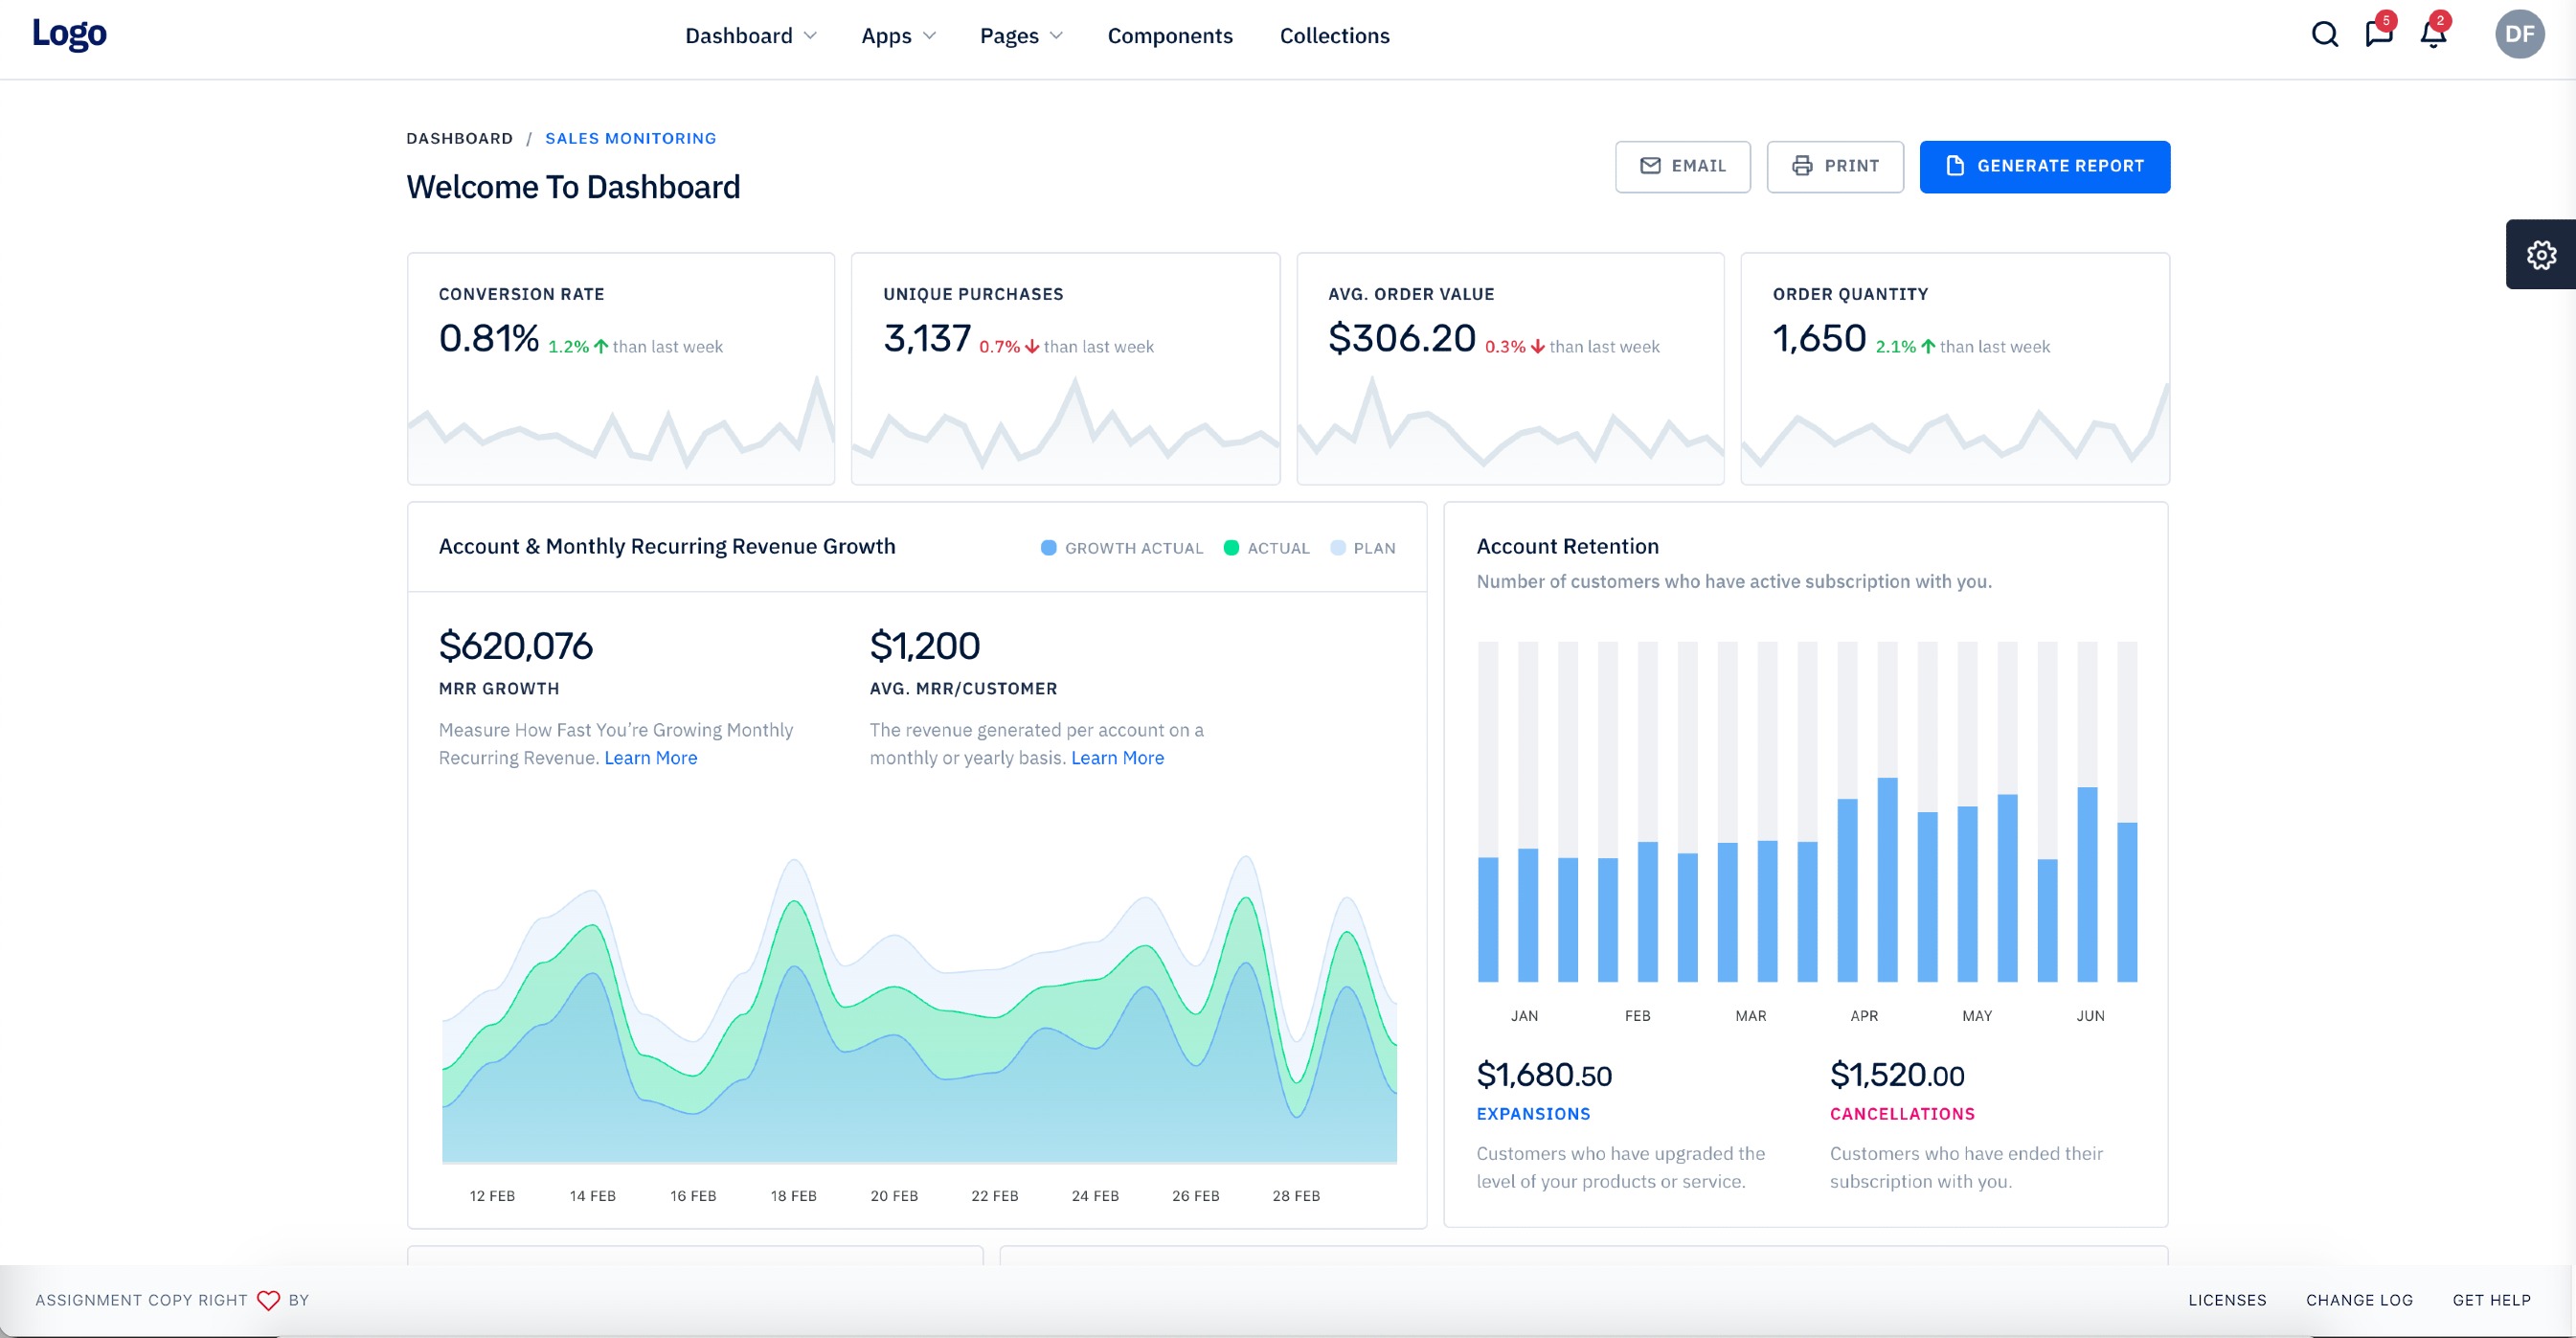 Logo
Dashboard Apps Pages Components Collections
5 2 DF
DASHBOARD / SALES MONITORING
Welcome To Dashboard
EMAIL PRINT GENERATE REPORT
CONVERSION RATE
0.81% 1.2% than last week
UNIQUE PURCHASES
3,137 0.7% than last week
AVG. ORDER VALUE
$306.20 0.3% than last week
ORDER QUANTITY
1,650 2.1% than last week
Account & Monthly Recurring Revenue Growth
GROWTH ACTUAL ACTUAL PLAN
$620,076
MRR GROWTH
Measure How Fast You’re Growing Monthly
Recurring Revenue. Learn More
$1,200
AVG. MRR/CUSTOMER
The revenue generated per account on a
monthly or yearly basis. Learn More
12 FEB 14 FEB 16 FEB 18 FEB 20 FEB 22 FEB 24 FEB 26 FEB 28 FEB
Account Retention
Number of customers who have active subscription with you.
JAN FEB MAR APR MAY JUN
$1,680.50
EXPANSIONS
Customers who have upgraded the
level of your products or service.
$1,520.00
CANCELLATIONS
Customers who have ended their
subscription with you.
ASSIGNMENT COPY RIGHT BY
LICENSES CHANGE LOG GET HELP